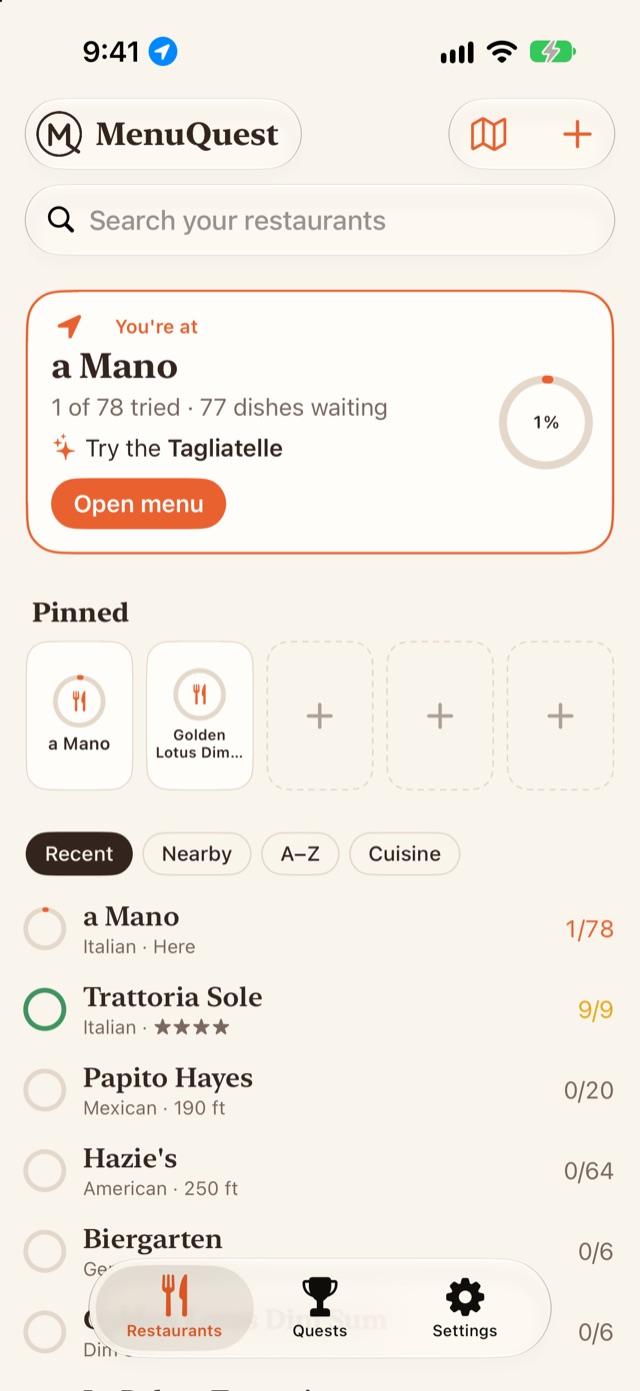 9:41
MenuQuest
Search your restaurants
You're at
a Mano
1 of 78 tried · 77 dishes waiting
Try the Tagliatelle
Open menu
1%
Pinned
a Mano
Golden
Lotus Dim...
Recent
Nearby
A–Z
Cuisine
a Mano
Italian · Here
1/78
Trattoria Sole
Italian · ★★★★
9/9
Papito Hayes
Mexican · 190 ft
0/20
Hazie's
American · 250 ft
0/64
Biergarten
0/6
Dim Sum
0/6
Restaurants
Quests
Settings